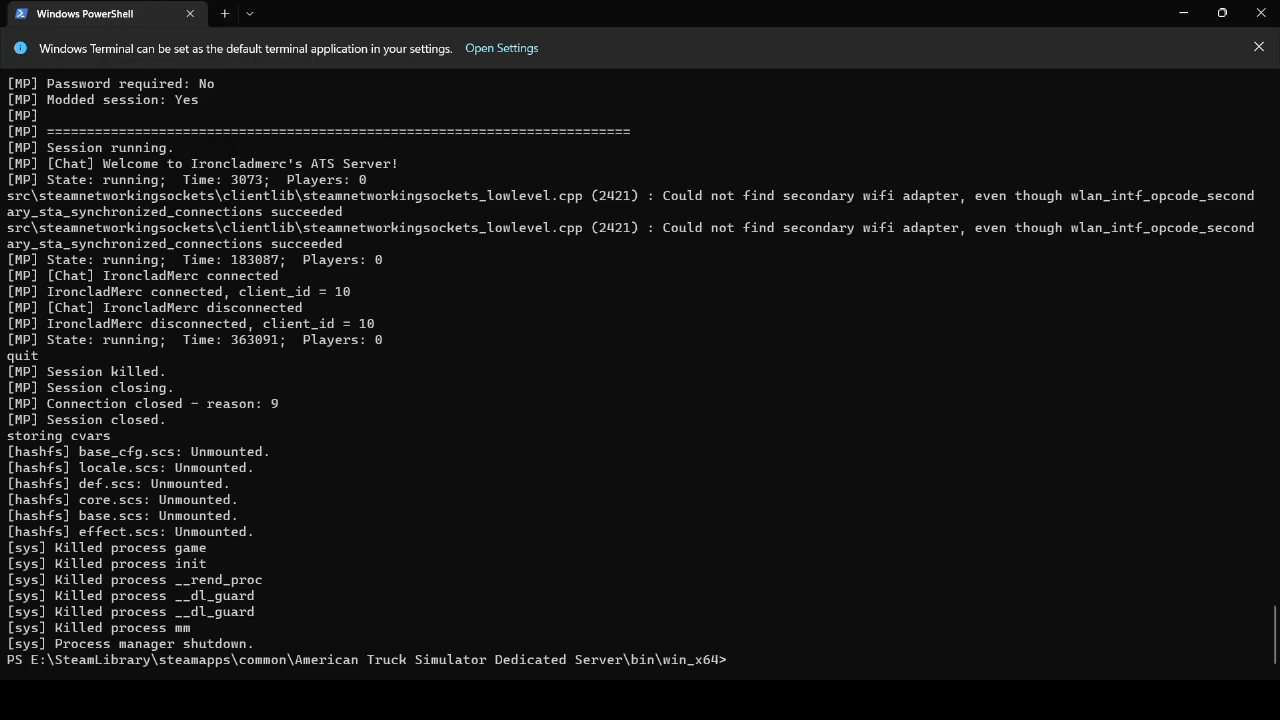 Windows PowerShell
Windows Terminal can be set as the default terminal application in your settings. Open Settings
[MP] Password required: No
[MP] Modded session: Yes
[MP]
[MP] =========================================================================
[MP] Session running.
[MP] [Chat] Welcome to Ironcladmerc's ATS Server!
[MP] State: running;  Time: 3073;  Players: 0
src\steamnetworkingsockets\clientlib\steamnetworkingsockets_lowlevel.cpp (2421) : Could not find secondary wifi adapter, even though wlan_intf_opcode_second
ary_sta_synchronized_connections succeeded
src\steamnetworkingsockets\clientlib\steamnetworkingsockets_lowlevel.cpp (2421) : Could not find secondary wifi adapter, even though wlan_intf_opcode_second
ary_sta_synchronized_connections succeeded
[MP] State: running;  Time: 183087;  Players: 0
[MP] [Chat] IroncladMerc connected
[MP] IroncladMerc connected, client_id = 10
[MP] [Chat] IroncladMerc disconnected
[MP] IroncladMerc disconnected, client_id = 10
[MP] State: running;  Time: 363091;  Players: 0
quit
[MP] Session killed.
[MP] Session closing.
[MP] Connection closed - reason: 9
[MP] Session closed.
storing cvars
[hashfs] base_cfg.scs: Unmounted.
[hashfs] locale.scs: Unmounted.
[hashfs] def.scs: Unmounted.
[hashfs] core.scs: Unmounted.
[hashfs] base.scs: Unmounted.
[hashfs] effect.scs: Unmounted.
[sys] Killed process game
[sys] Killed process init
[sys] Killed process __rend_proc
[sys] Killed process __dl_guard
[sys] Killed process __dl_guard
[sys] Killed process mm
[sys] Process manager shutdown.
PS E:\SteamLibrary\steamapps\common\American Truck Simulator Dedicated Server\bin\win_x64>